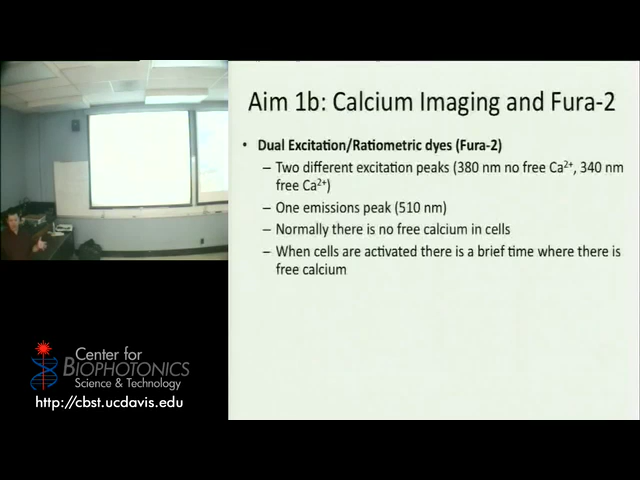 Aim 1b: Calcium Imaging and Fura-2
• Dual Excitation/Ratiometric dyes (Fura-2)
– Two different excitation peaks (380 nm no free Ca²⁺, 340 nm
free Ca²⁺)
– One emissions peak (510 nm)
– Normally there is no free calcium in cells
– When cells are activated there is a brief time where there is
free calcium
Center for
BIOPHOTONICS
Science & Technology
http://cbst.ucdavis.edu